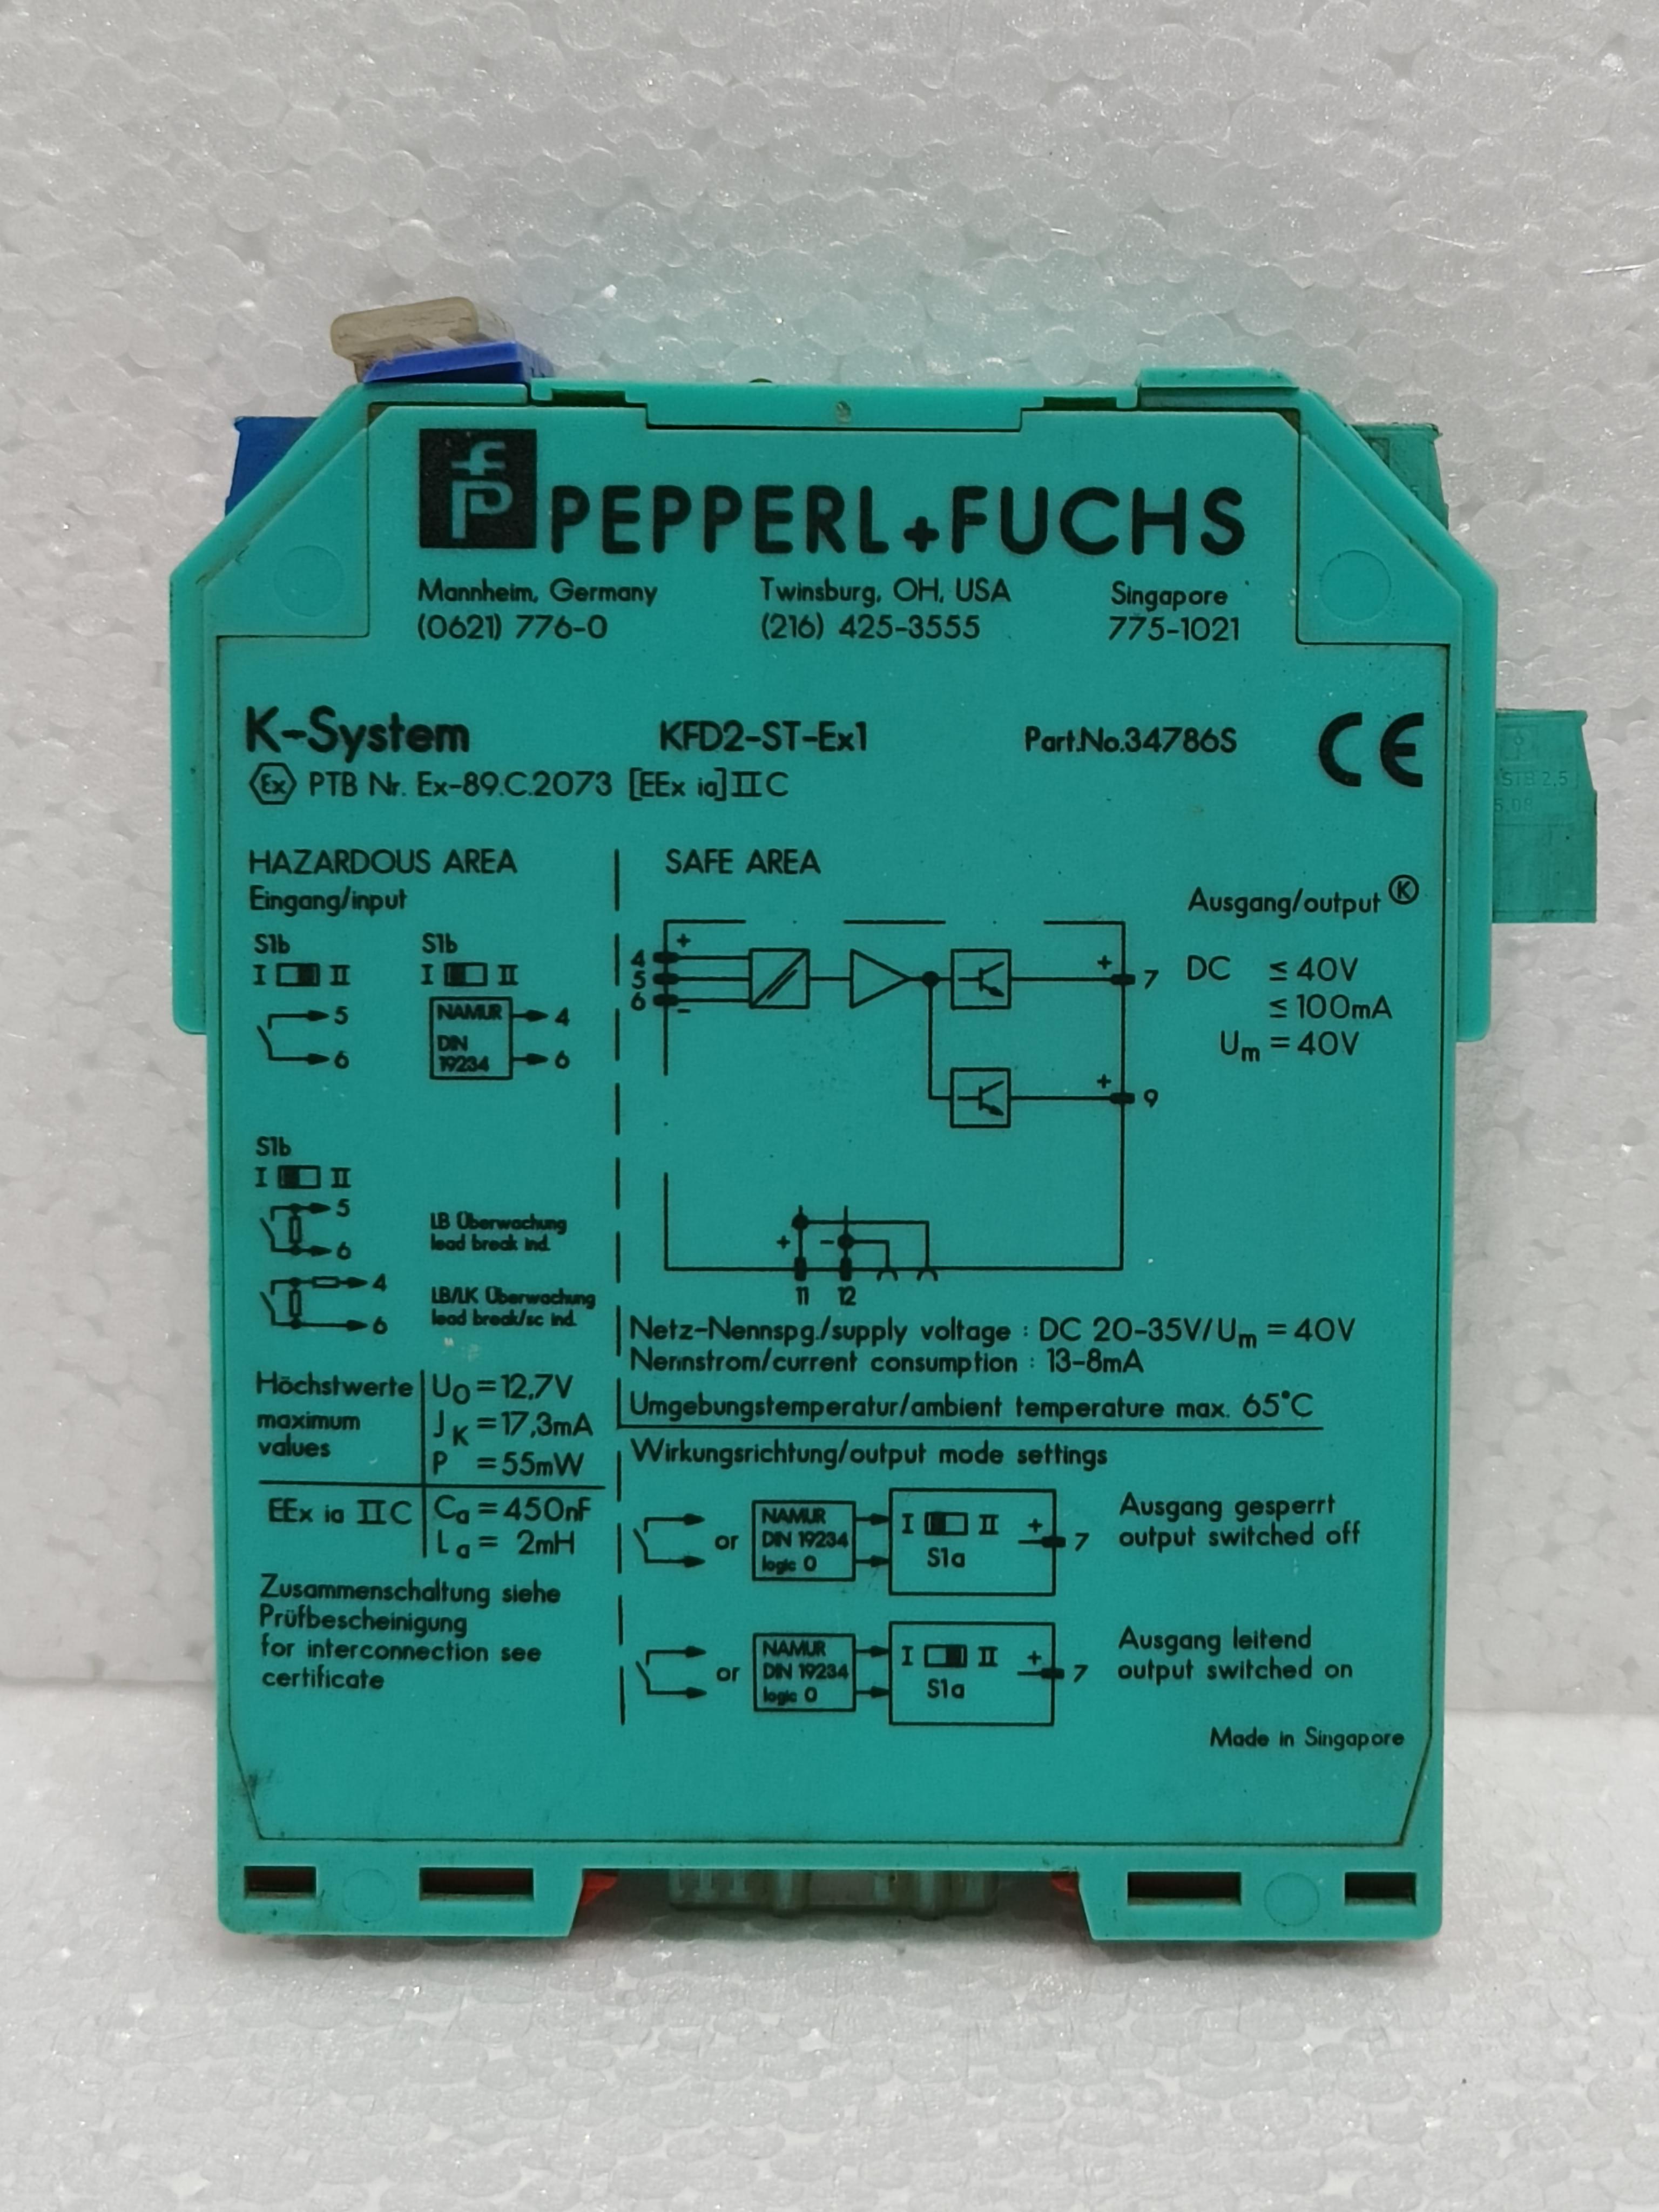 PEPPERL+FUCHS
Mannheim, Germany Twinsburg, OH, USA Singapore
(0621) 776-0 (216) 425-3555 775-1021
K-System KFD2-ST-Ex1 Part.No.34786S CE
Ex PTB Nr. Ex-89.C.2073 [EEx ia] II C
HAZARDOUS AREA
Eingang/input
S1b S1b
I II I II
5 NAMUR 4
6 DIN 6
19234
S1b
I II
5 LB Überwachung
6 lead break ind.
4 LB/LK Überwachung
6 lead break/sc ind.
Höchstwerte U0 = 12,7V
maximum JK = 17,3mA
values P = 55mW
EEx ia II C Ca = 450nF
La = 2mH
Zusammenschaltung siehe
Prüfbescheinigung
for interconnection see
certificate
SAFE AREA
Ausgang/output K
4 +
5 + 7 DC ≤ 40V
6 -
≤ 100mA
Um = 40V
+ 9
+ -
11 12
Netz-Nennspg./supply voltage : DC 20-35V/Um = 40V
Nennstrom/current consumption : 13-8mA
Umgebungstemperatur/ambient temperature max. 65°C
Wirkungsrichtung/output mode settings
or NAMUR DIN 19234 logic 0 I II S1a + 7 Ausgang gesperrt
output switched off
or NAMUR DIN 19234 logic 0 I II S1a + 7 Ausgang leitend
output switched on
Made in Singapore